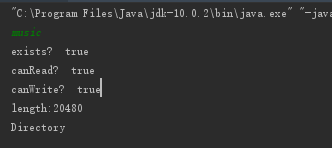 "C:\Program Files\Java\jdk-10.0.2\bin\java.exe" "-java
music
exists?  true
canRead?  true
canWrite?  true
length:20480
Directory